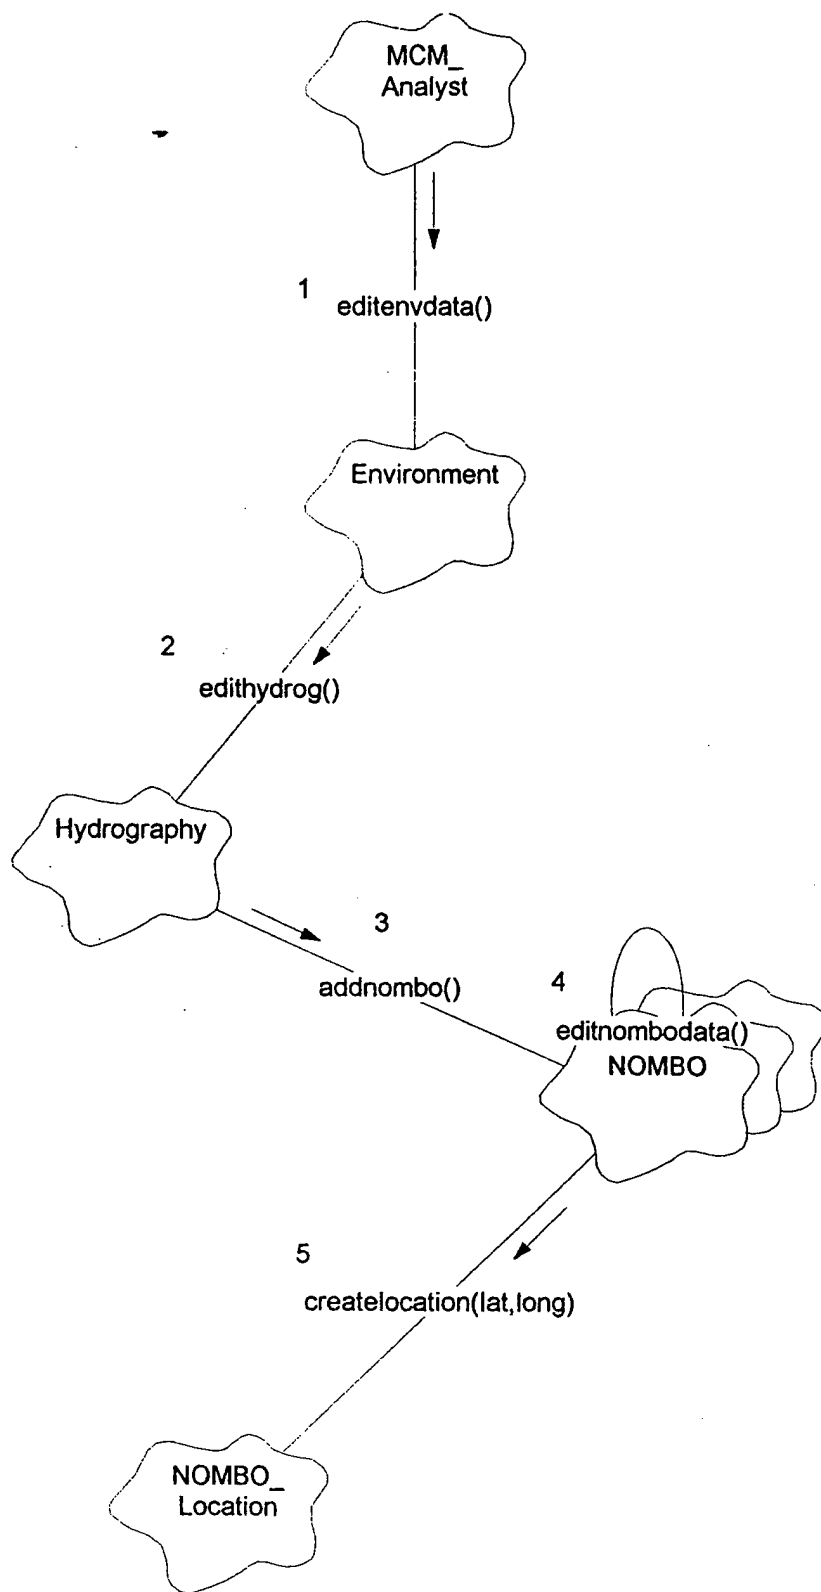 MCM_
Analyst
1
editenvdata()
Environment
2
edithydrog()
Hydrography
3
addnombo()
4
editnombodata()
NOMBO
5
createlocation(lat,long)
NOMBO_
Location